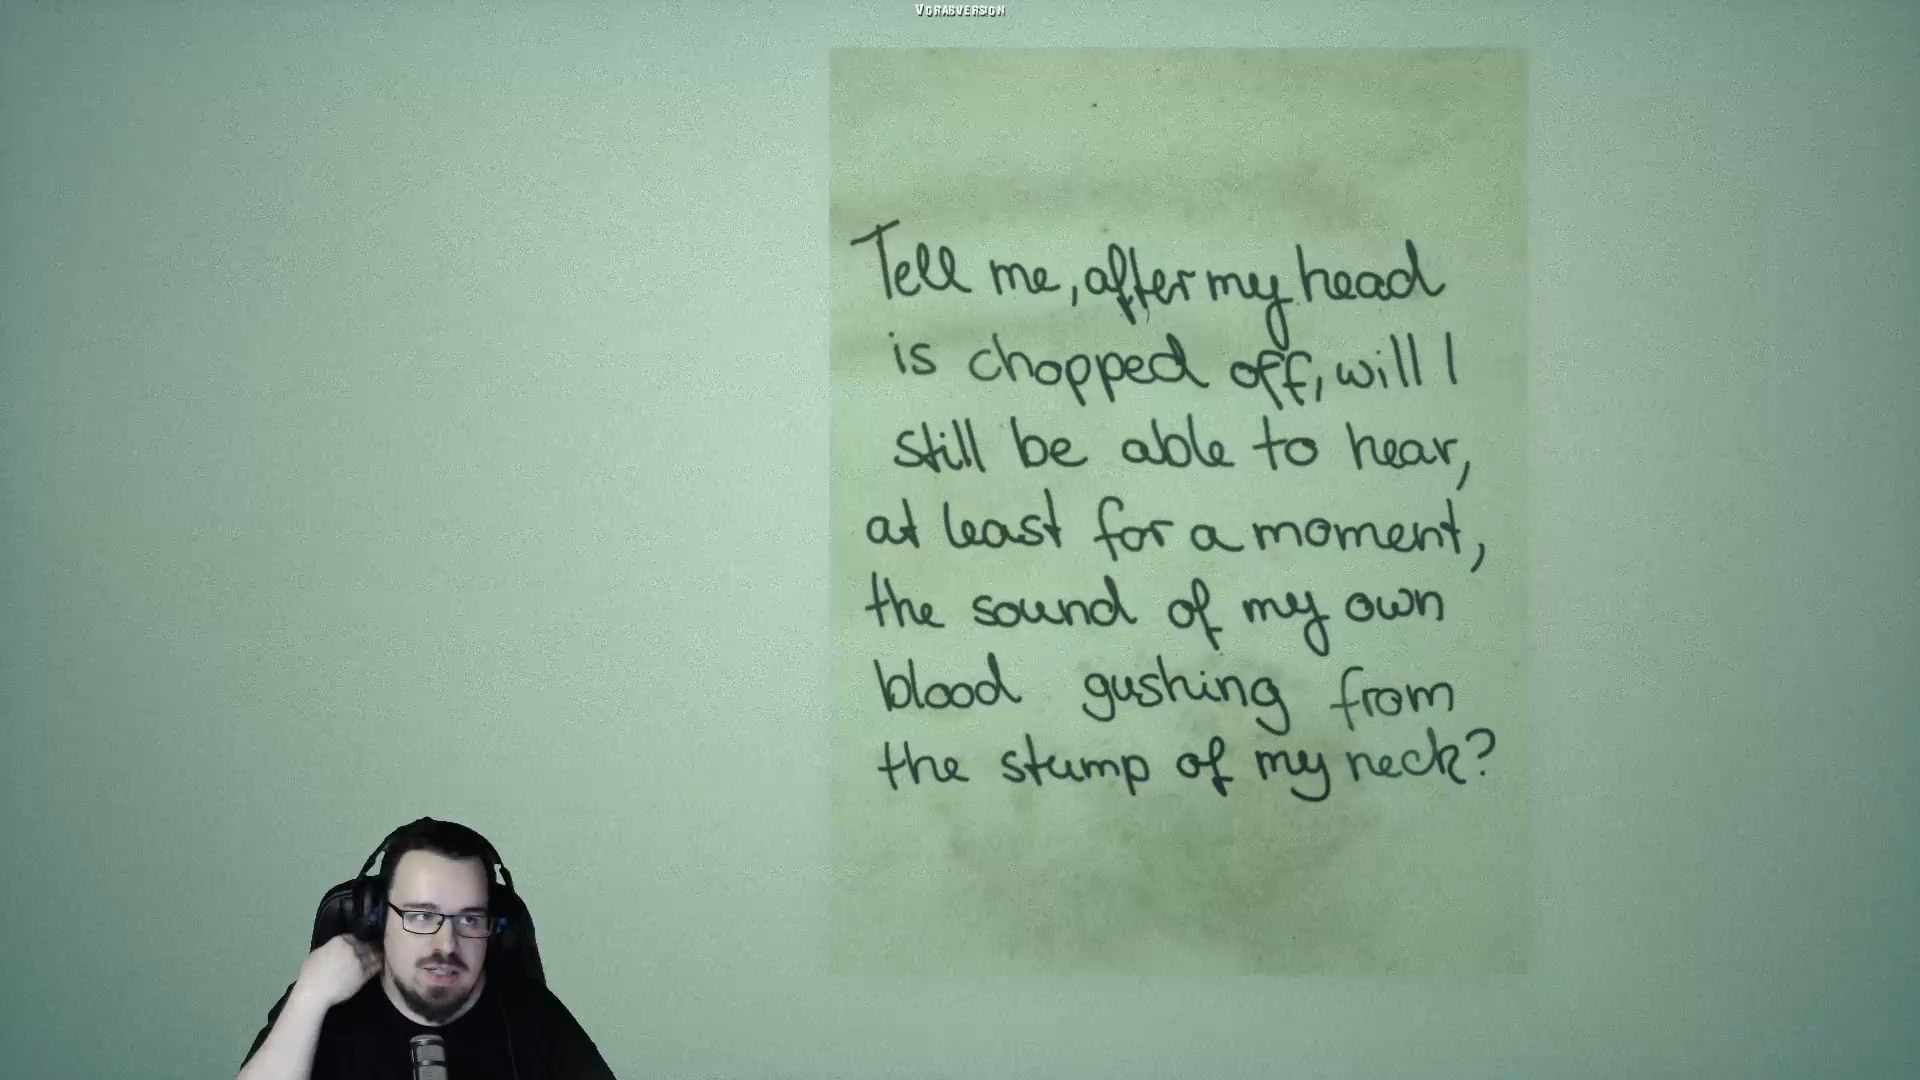 VORABVERSION
Tell me, after my head
is chopped off, will I
still be able to hear,
at least for a moment,
the sound of my own
blood gushing from
the stump of my neck?